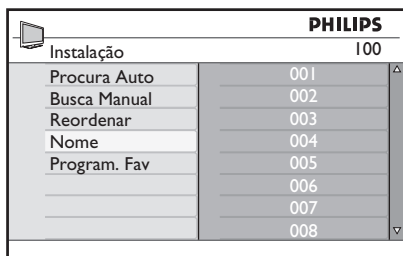 PHILIPS
Instalação 100
Procura Auto 001
Busca Manual 002
Reordenar 003
Nome 004
Program. Fav 005
006
007
008